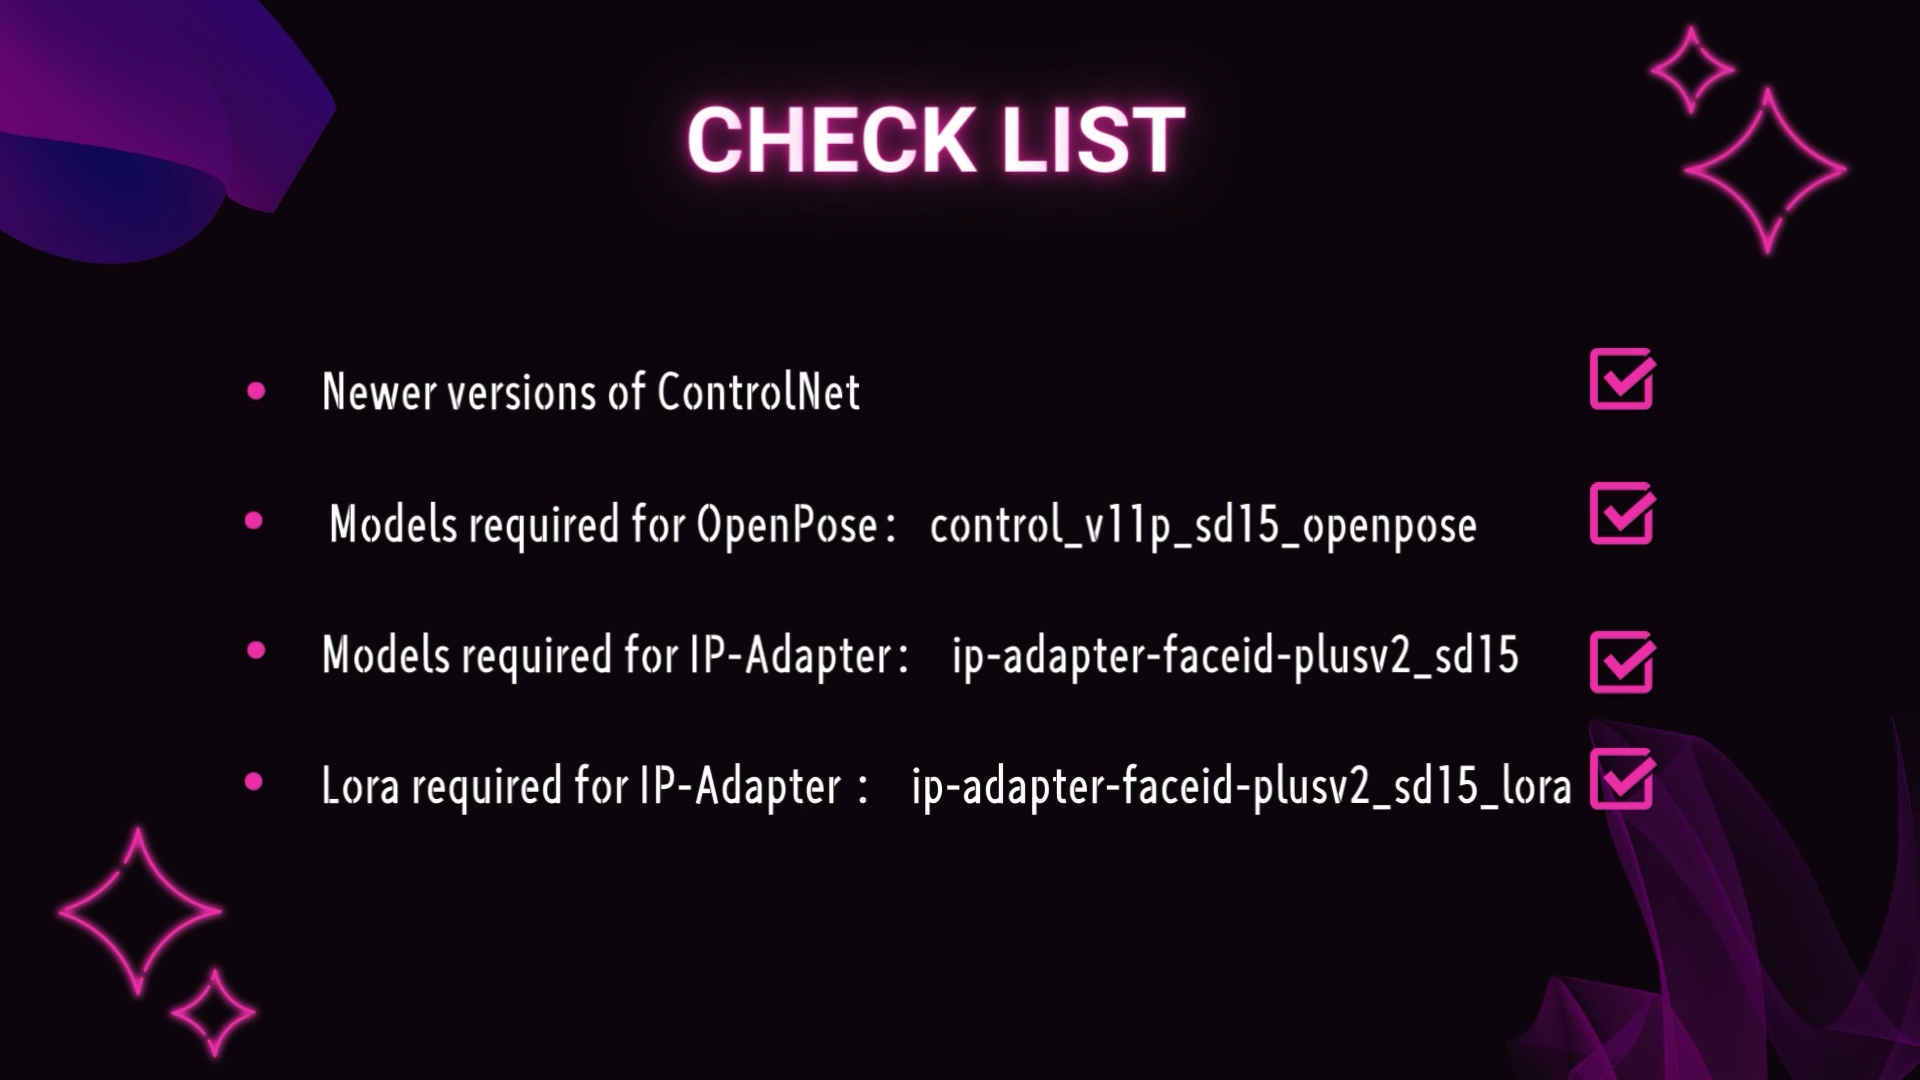 CHECK LIST
Newer versions of ControlNet
Models required for OpenPose： control_v11p_sd15_openpose
Models required for IP-Adapter： ip-adapter-faceid-plusv2_sd15
Lora required for IP-Adapter： ip-adapter-faceid-plusv2_sd15_lora